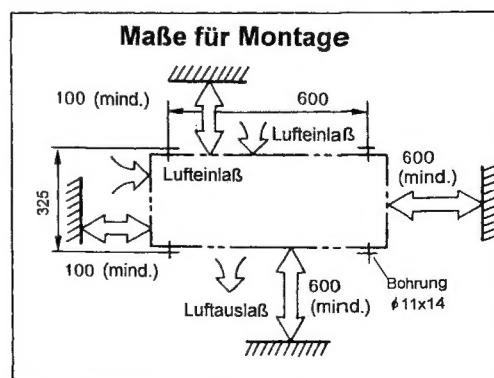 Maße für Montage
100 (mind.)
600
Lufteinlaß
Lufteinlaß
600
(mind.)
325
100 (mind.)
Luftauslaß
600
(mind.)
Bohrung
ϕ11x14